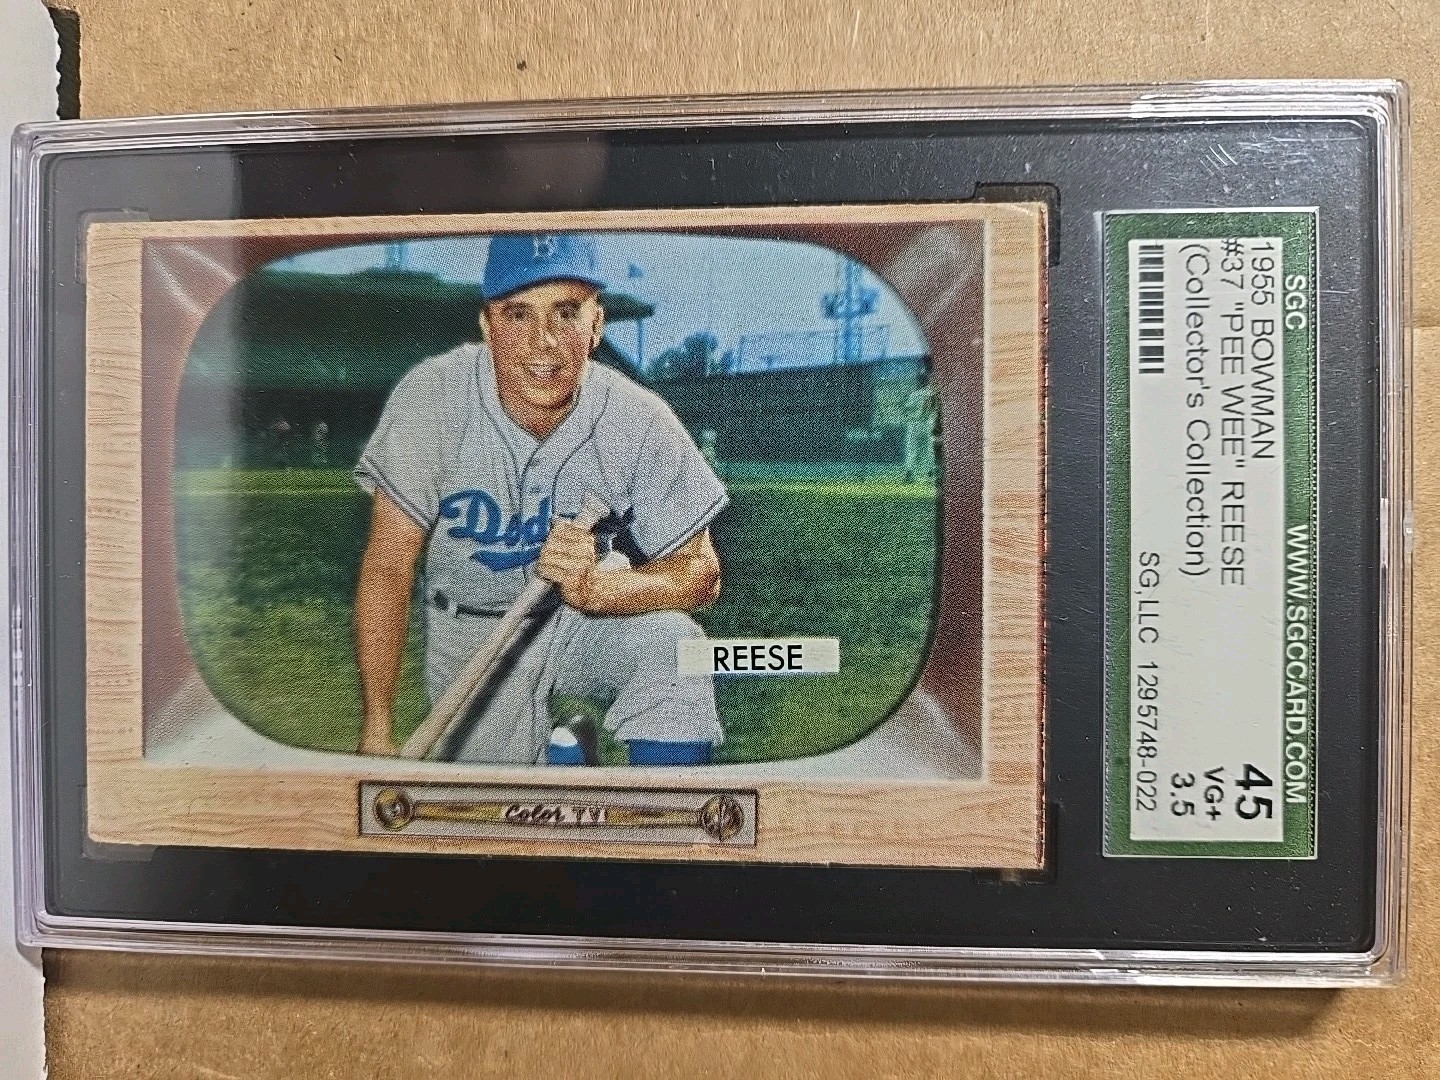 SGC WWW.SGCCARD.COM
1955 BOWMAN 45
#37 "PEE WEE" REESE VG+
(Collector's Collection) 3.5
SG,LLC 1295748-022
B
Dod
REESE
Color TV